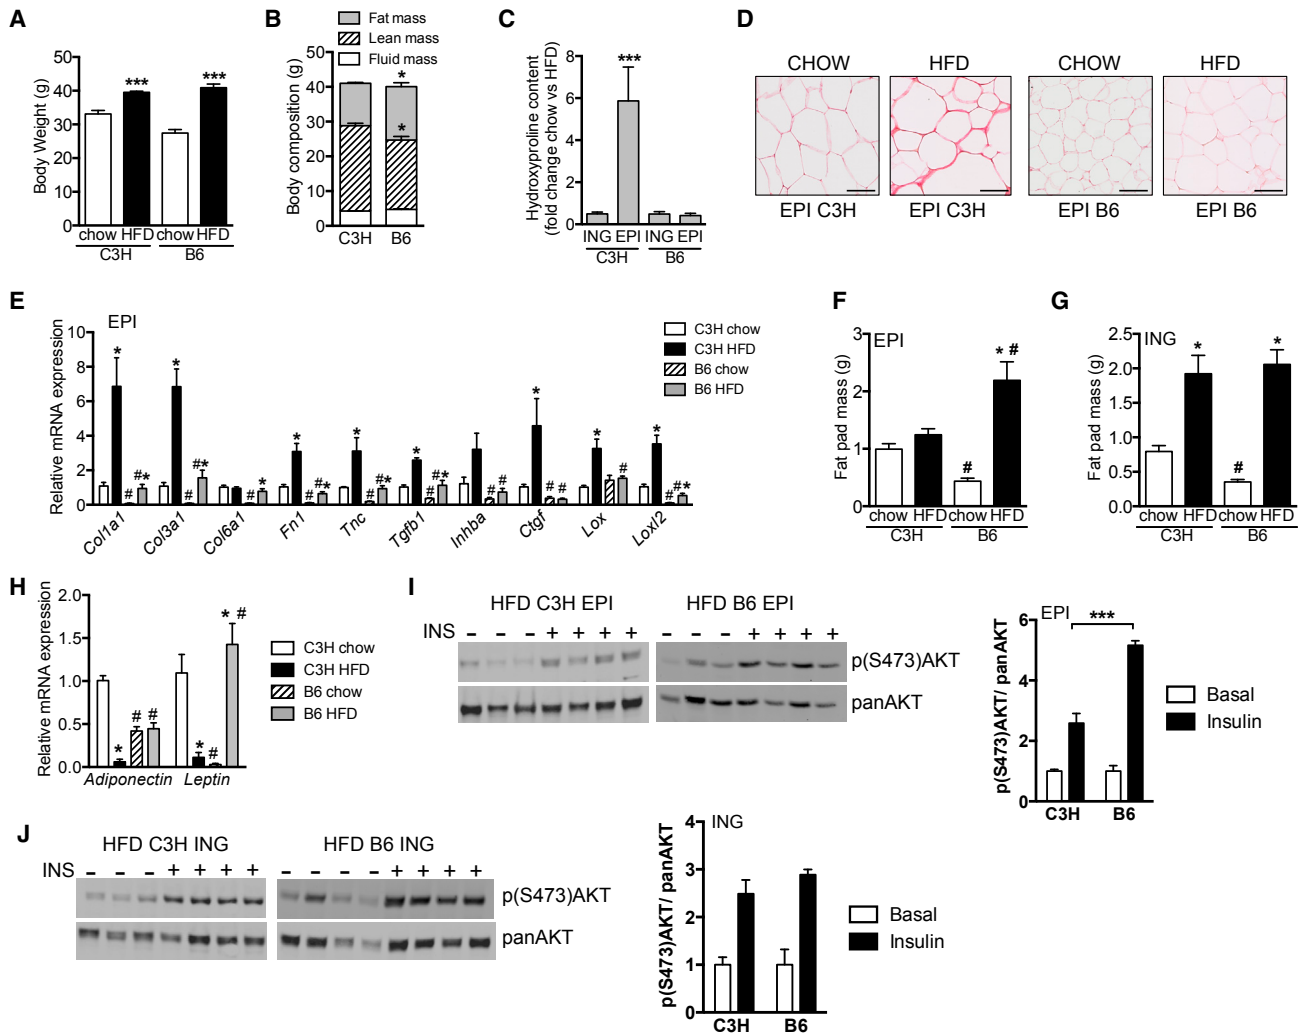 A
Body Weight (g)
50
40
30
20
10
0
chow HFD chow HFD
C3H B6
B
Fat mass
Lean mass
Fluid mass
Body composition (g)
50
40
30
20
10
0
* 
*
C3H B6
*** ***
C
Hydroxyproline content
(fold change chow vs HFD)
8
6
4
2
0
***
ING EPI ING EPI
C3H B6
D
CHOW HFD CHOW HFD
EPI C3H EPI C3H EPI B6 EPI B6
E
EPI
Relative mRNA expression
10
8
6
4
2
0
* # #* * # #* # * * # #* * # #* * # #* # # * # # * # * # #*
Col1a1 Col3a1 Col6a1 Fn1 Tnc Tgfb1 Inhba Ctgf Lox Loxl2
C3H chow
C3H HFD
B6 chow
B6 HFD
F
EPI
Fat pad mass (g)
3
2
1
0
# * #
chow HFD chow HFD
C3H B6
G
ING
Fat pad mass (g)
2.5
2.0
1.5
1.0
0.5
0.0
* # *
chow HFD chow HFD
C3H B6
H
Relative mRNA expression
2.0
1.5
1.0
0.5
0.0
* # # * # * #
Adiponectin Leptin
C3H chow
C3H HFD
B6 chow
B6 HFD
I
HFD C3H EPI HFD B6 EPI
INS – – – + + + + – – – + + + +
p(S473)AKT
panAKT
EPI
***
p(S473)AKT/ panAKT
6
4
2
0
C3H B6
Basal
Insulin
J
HFD C3H ING HFD B6 ING
INS – – – + + + + – – – – + + + +
p(S473)AKT
panAKT
ING
p(S473)AKT/ panAKT
4
3
2
1
0
C3H B6
Basal
Insulin